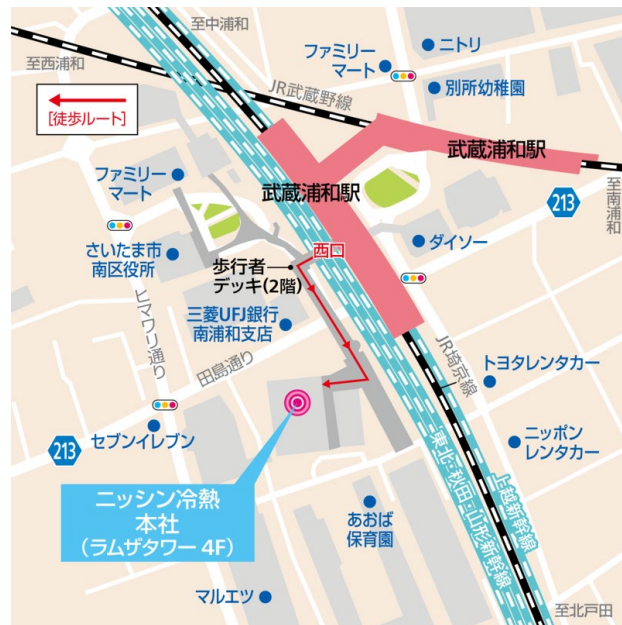 至中浦和
至西浦和
ファミリー
マート
ニトリ
別所幼稚園
JR武蔵野線
[徒歩ルート]
武蔵浦和駅
ファミリー
マート
武蔵浦和駅
至南浦和
213
さいたま市
南区役所
西口
ダイソー
歩行者
デッキ(2階)
三菱UFJ銀行
南浦和支店
ヒマワリ通り
田島通り
JR埼京線
トヨタレンタカー
213
セブンイレブン
ニッポン
レンタカー
ニッシン冷熱
本社
(ラムザタワー 4F)
東北・秋田・山形新幹線
上越新幹線
あおば
保育園
マルエツ
至北戸田